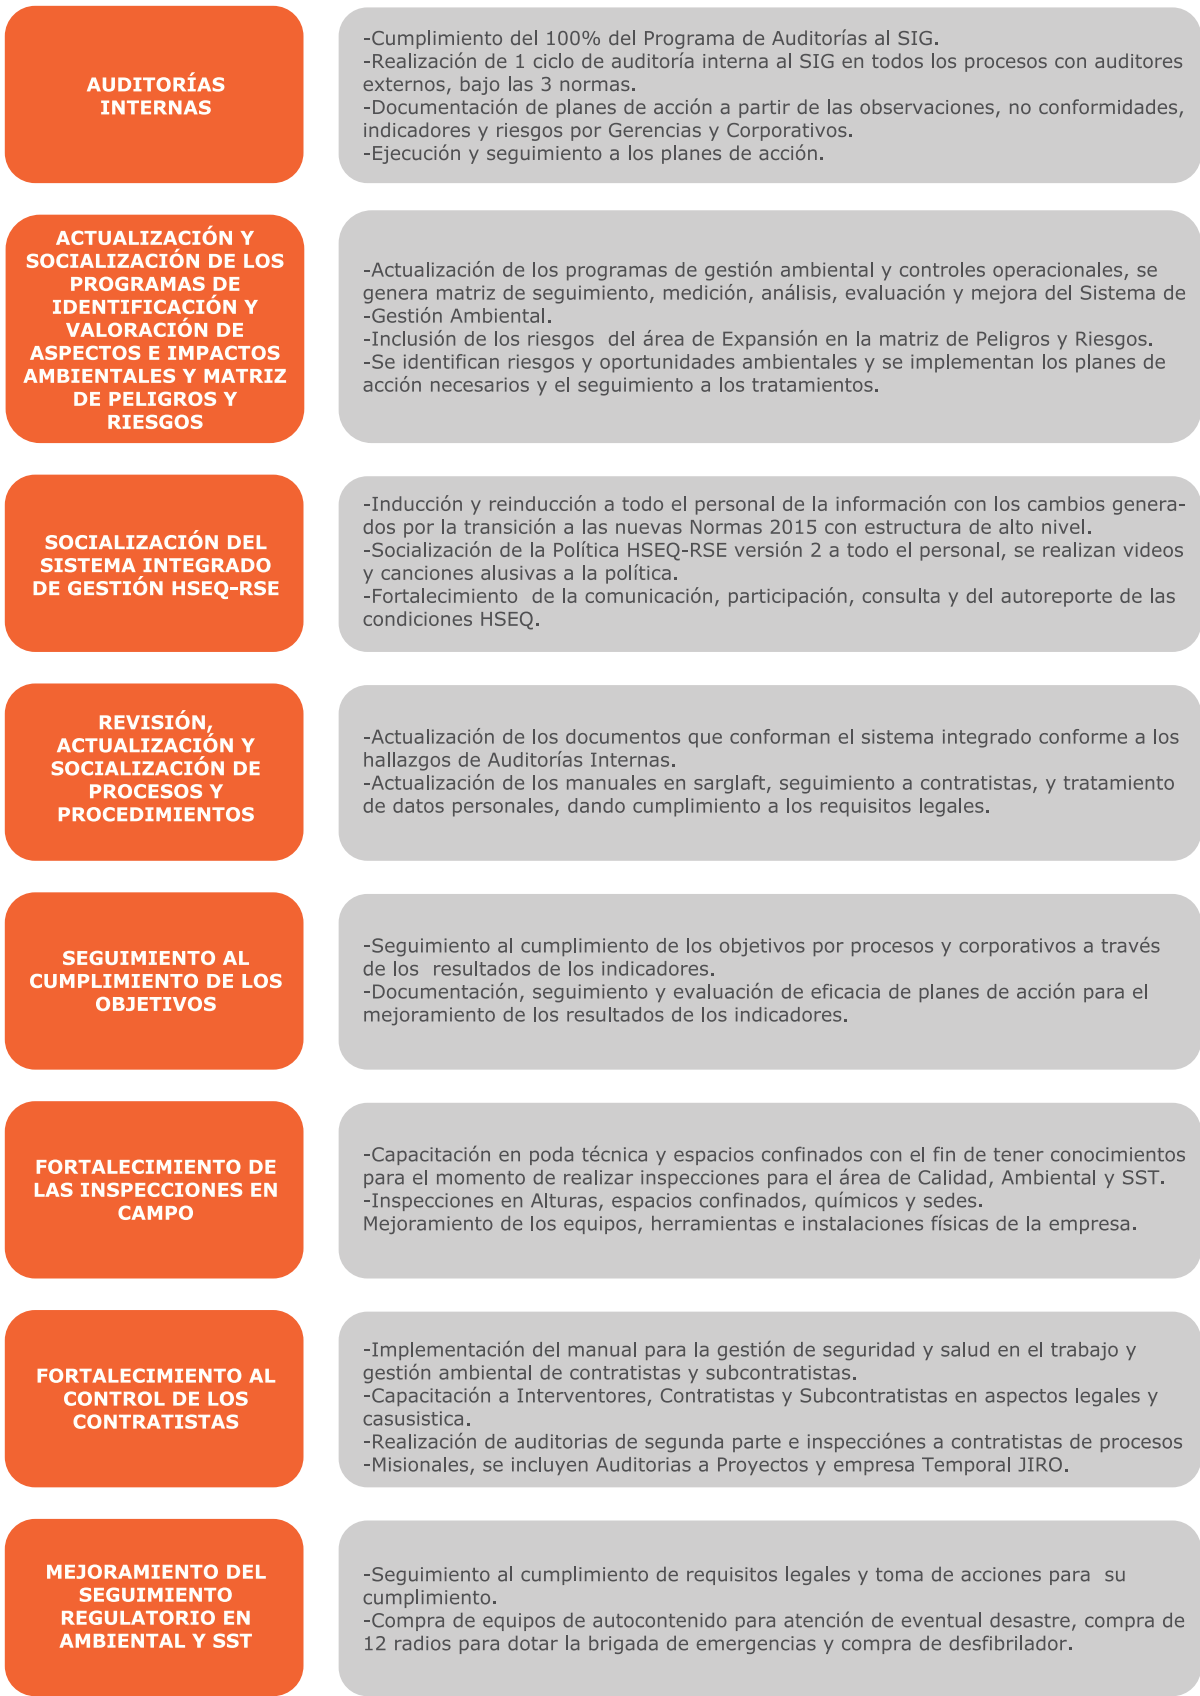 AUDITORÍAS
INTERNAS
-Cumplimiento del 100% del Programa de Auditorías al SIG.
-Realización de 1 ciclo de auditoría interna al SIG en todos los procesos con auditores
externos, bajo las 3 normas.
-Documentación de planes de acción a partir de las observaciones, no conformidades,
indicadores y riesgos por Gerencias y Corporativos.
-Ejecución y seguimiento a los planes de acción.
ACTUALIZACIÓN Y
SOCIALIZACIÓN DE LOS
PROGRAMAS DE
IDENTIFICACIÓN Y
VALORACIÓN DE
ASPECTOS E IMPACTOS
AMBIENTALES Y MATRIZ
DE PELIGROS Y
RIESGOS
-Actualización de los programas de gestión ambiental y controles operacionales, se
genera matriz de seguimiento, medición, análisis, evaluación y mejora del Sistema de
-Gestión Ambiental.
-Inclusión de los riesgos  del área de Expansión en la matriz de Peligros y Riesgos.
-Se identifican riesgos y oportunidades ambientales y se implementan los planes de
acción necesarios y el seguimiento a los tratamientos.
SOCIALIZACIÓN DEL
SISTEMA INTEGRADO
DE GESTIÓN HSEQ-RSE
-Inducción y reinducción a todo el personal de la información con los cambios genera-
dos por la transición a las nuevas Normas 2015 con estructura de alto nivel.
-Socialización de la Política HSEQ-RSE versión 2 a todo el personal, se realizan videos
y canciones alusivas a la política.
-Fortalecimiento  de la comunicación, participación, consulta y del autoreporte de las
condiciones HSEQ.
REVISIÓN,
ACTUALIZACIÓN Y
SOCIALIZACIÓN DE
PROCESOS Y
PROCEDIMIENTOS
-Actualización de los documentos que conforman el sistema integrado conforme a los
hallazgos de Auditorías Internas.
-Actualización de los manuales en sarglaft, seguimiento a contratistas, y tratamiento
de datos personales, dando cumplimiento a los requisitos legales.
SEGUIMIENTO AL
CUMPLIMIENTO DE LOS
OBJETIVOS
-Seguimiento al cumplimiento de los objetivos por procesos y corporativos a través
de los  resultados de los indicadores.
-Documentación, seguimiento y evaluación de eficacia de planes de acción para el
mejoramiento de los resultados de los indicadores.
FORTALECIMIENTO DE
LAS INSPECCIONES EN
CAMPO
-Capacitación en poda técnica y espacios confinados con el fin de tener conocimientos
para el momento de realizar inspecciones para el área de Calidad, Ambiental y SST.
-Inspecciones en Alturas, espacios confinados, químicos y sedes.
Mejoramiento de los equipos, herramientas e instalaciones físicas de la empresa.
FORTALECIMIENTO AL
CONTROL DE LOS
CONTRATISTAS
-Implementación del manual para la gestión de seguridad y salud en el trabajo y
gestión ambiental de contratistas y subcontratistas.
-Capacitación a Interventores, Contratistas y Subcontratistas en aspectos legales y
casusistica.
-Realización de auditorias de segunda parte e inspecciónes a contratistas de procesos
-Misionales, se incluyen Auditorias a Proyectos y empresa Temporal JIRO.
MEJORAMIENTO DEL
SEGUIMIENTO
REGULATORIO EN
AMBIENTAL Y SST
-Seguimiento al cumplimiento de requisitos legales y toma de acciones para  su
cumplimiento.
-Compra de equipos de autocontenido para atención de eventual desastre, compra de
12 radios para dotar la brigada de emergencias y compra de desfibrilador.